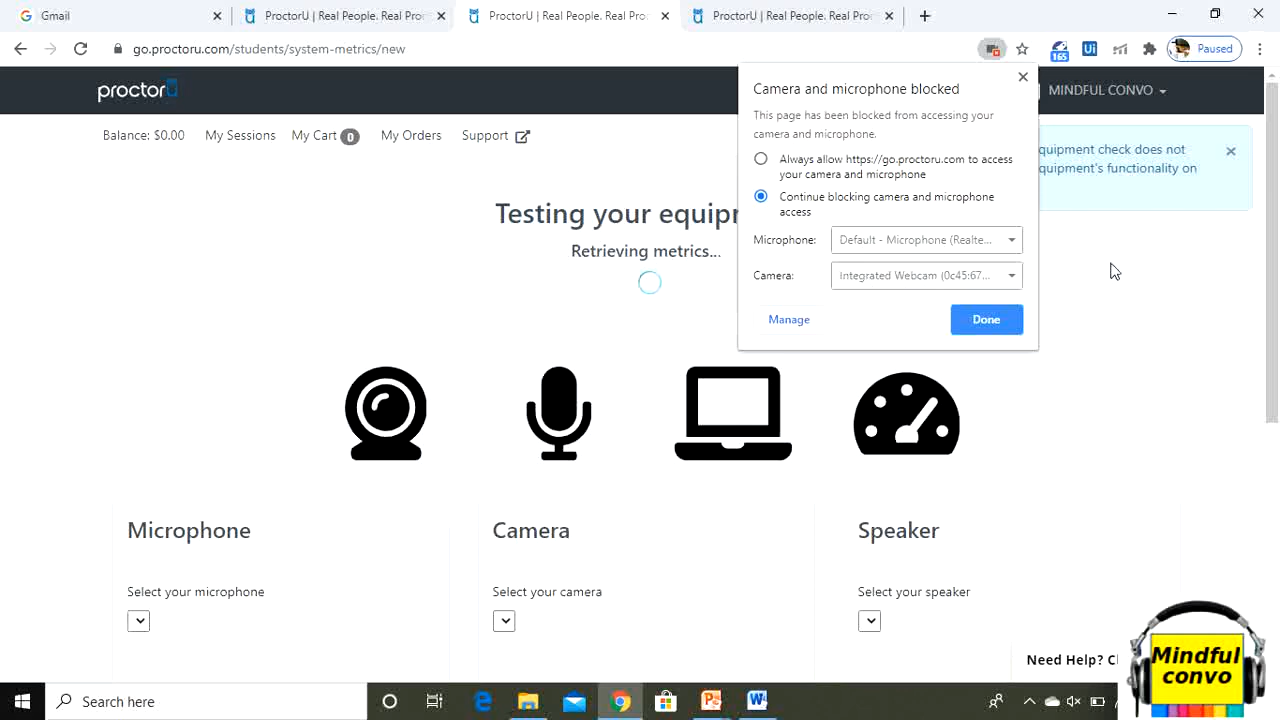 Gmail
ProctorU | Real People. Real Pro
ProctorU | Real People. Real Pro
ProctorU | Real People. Real Pro
go.proctoru.com/students/system-metrics/new
165
Ui
Paused
proctorU
MINDFUL CONVO
Camera and microphone blocked
This page has been blocked from accessing your
camera and microphone.
Always allow https://go.proctoru.com to access
your camera and microphone
Continue blocking camera and microphone
access
Microphone:
Default - Microphone (Realte...
Camera:
Integrated Webcam (0c45:67...
Manage
Done
Balance: $0.00
My Sessions
My Cart 0
My Orders
Support
quipment check does not
quipment's functionality on
Testing your equip
Retrieving metrics...
Microphone
Camera
Speaker
Select your microphone
Select your camera
Select your speaker
Need Help?
Mindful
convo
Search here